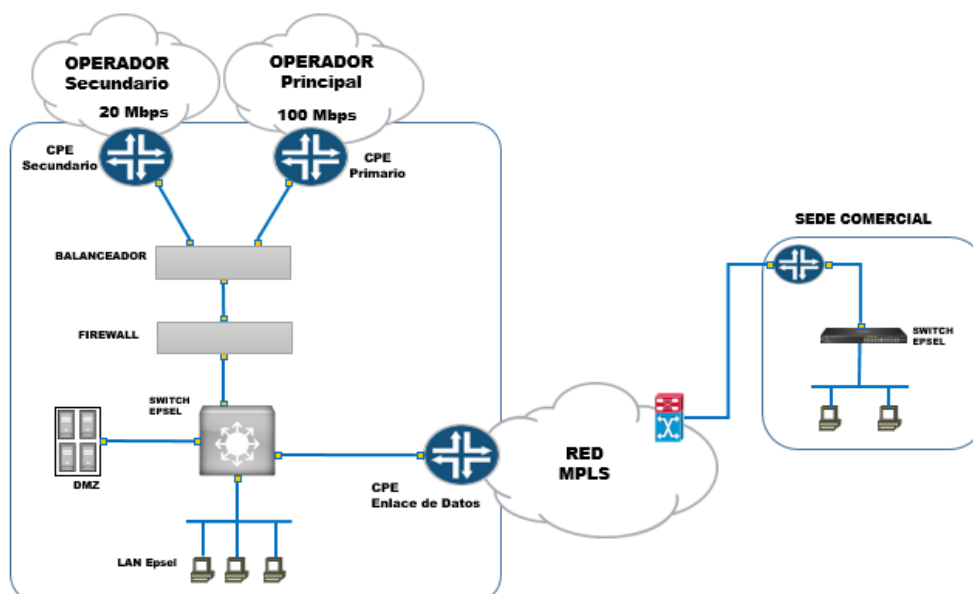 OPERADOR
Secundario
20 Mbps
OPERADOR
Principal
100 Mbps
CPE
Secundario
CPE
Primario
BALANCEADOR
FIREWALL
SWITCH
EPSEL
DMZ
LAN Epsel
CPE
Enlace de Datos
RED
MPLS
SEDE COMERCIAL
SWITCH
EPSEL